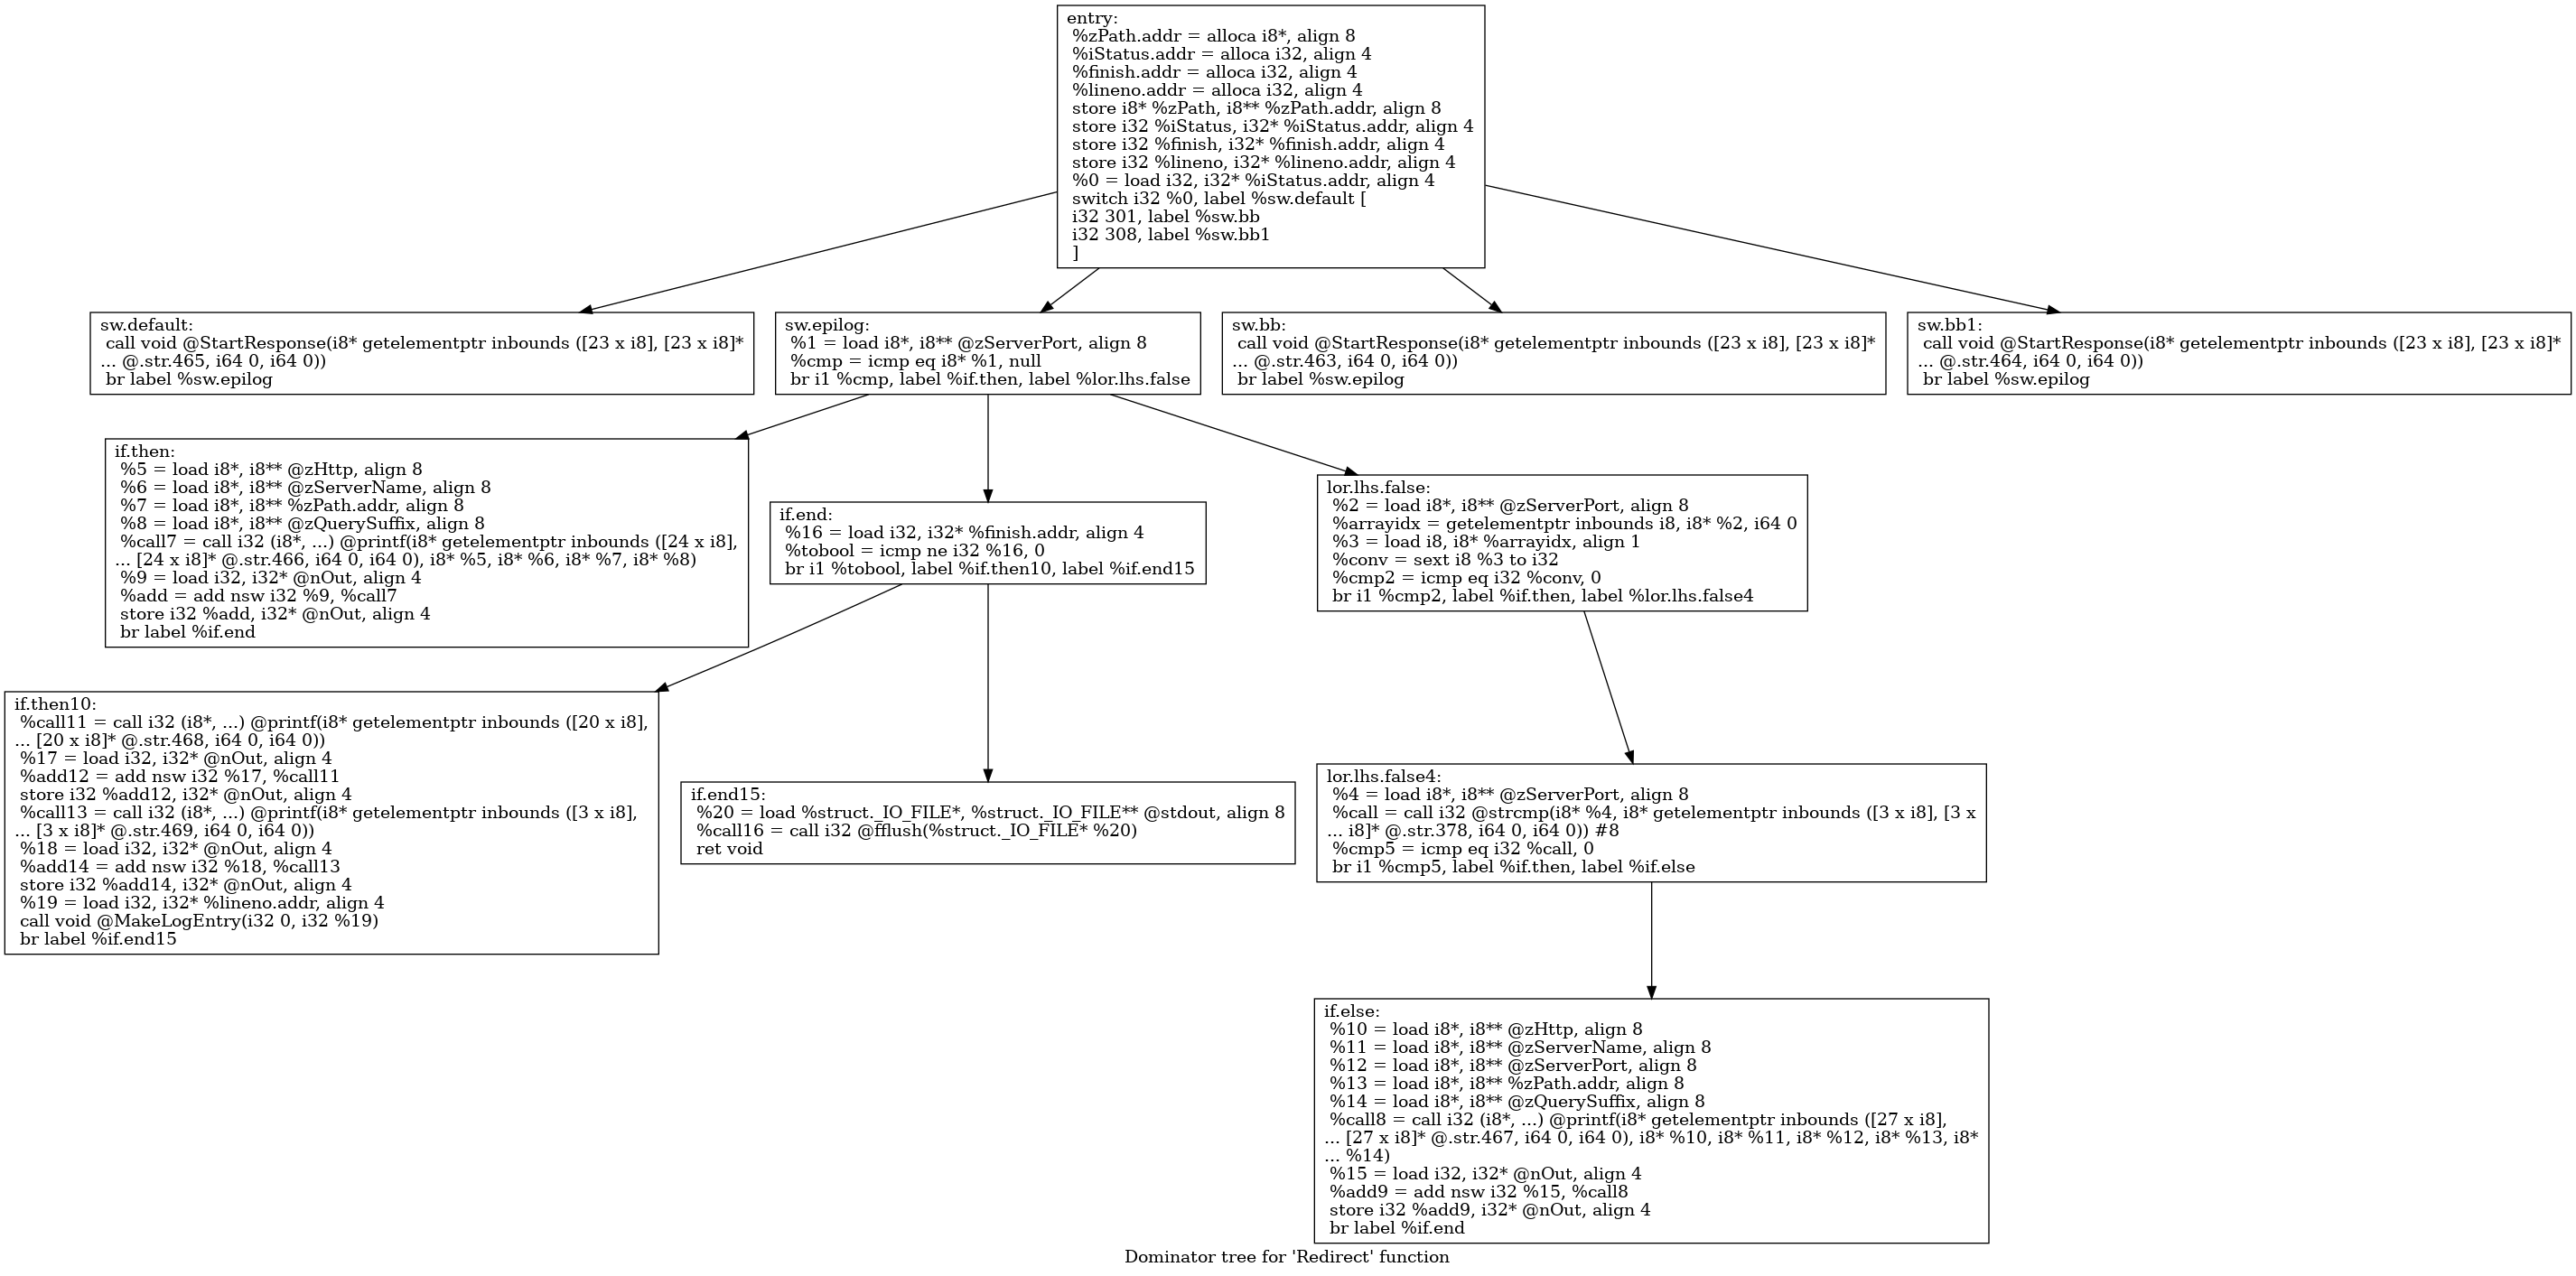 entry:
%zPath.addr = alloca i8*, align 8
%iStatus.addr = alloca i32, align 4
%finish.addr = alloca i32, align 4
%lineno.addr = alloca i32, align 4
store i8* %zPath, i8** %zPath.addr, align 8
store i32 %iStatus, i32* %iStatus.addr, align 4
store i32 %finish, i32* %finish.addr, align 4
store i32 %lineno, i32* %lineno.addr, align 4
%0 = load i32, i32* %iStatus.addr, align 4
switch i32 %0, label %sw.default [
i32 301, label %sw.bb
i32 308, label %sw.bb1
]
sw.default:
call void @StartResponse(i8* getelementptr inbounds ([23 x i8], [23 x i8]*
... @.str.465, i64 0, i64 0))
br label %sw.epilog
sw.epilog:
%1 = load i8*, i8** @zServerPort, align 8
%cmp = icmp eq i8* %1, null
br i1 %cmp, label %if.then, label %lor.lhs.false
sw.bb:
call void @StartResponse(i8* getelementptr inbounds ([23 x i8], [23 x i8]*
... @.str.463, i64 0, i64 0))
br label %sw.epilog
sw.bb1:
call void @StartResponse(i8* getelementptr inbounds ([23 x i8], [23 x i8]*
... @.str.464, i64 0, i64 0))
br label %sw.epilog
if.then:
%5 = load i8*, i8** @zHttp, align 8
%6 = load i8*, i8** @zServerName, align 8
%7 = load i8*, i8** %zPath.addr, align 8
%8 = load i8*, i8** @zQuerySuffix, align 8
%call7 = call i32 (i8*, ...) @printf(i8* getelementptr inbounds ([24 x i8],
... [24 x i8]* @.str.466, i64 0, i64 0), i8* %5, i8* %6, i8* %7, i8* %8)
%9 = load i32, i32* @nOut, align 4
%add = add nsw i32 %9, %call7
store i32 %add, i32* @nOut, align 4
br label %if.end
if.end:
%16 = load i32, i32* %finish.addr, align 4
%tobool = icmp ne i32 %16, 0
br i1 %tobool, label %if.then10, label %if.end15
lor.lhs.false:
%2 = load i8*, i8** @zServerPort, align 8
%arrayidx = getelementptr inbounds i8, i8* %2, i64 0
%3 = load i8, i8* %arrayidx, align 1
%conv = sext i8 %3 to i32
%cmp2 = icmp eq i32 %conv, 0
br i1 %cmp2, label %if.then, label %lor.lhs.false4
if.then10:
%call11 = call i32 (i8*, ...) @printf(i8* getelementptr inbounds ([20 x i8],
... [20 x i8]* @.str.468, i64 0, i64 0))
%17 = load i32, i32* @nOut, align 4
%add12 = add nsw i32 %17, %call11
store i32 %add12, i32* @nOut, align 4
%call13 = call i32 (i8*, ...) @printf(i8* getelementptr inbounds ([3 x i8],
... [3 x i8]* @.str.469, i64 0, i64 0))
%18 = load i32, i32* @nOut, align 4
%add14 = add nsw i32 %18, %call13
store i32 %add14, i32* @nOut, align 4
%19 = load i32, i32* %lineno.addr, align 4
call void @MakeLogEntry(i32 0, i32 %19)
br label %if.end15
if.end15:
%20 = load %struct._IO_FILE*, %struct._IO_FILE** @stdout, align 8
%call16 = call i32 @fflush(%struct._IO_FILE* %20)
ret void
lor.lhs.false4:
%4 = load i8*, i8** @zServerPort, align 8
%call = call i32 @strcmp(i8* %4, i8* getelementptr inbounds ([3 x i8], [3 x
... i8]* @.str.378, i64 0, i64 0)) #8
%cmp5 = icmp eq i32 %call, 0
br i1 %cmp5, label %if.then, label %if.else
if.else:
%10 = load i8*, i8** @zHttp, align 8
%11 = load i8*, i8** @zServerName, align 8
%12 = load i8*, i8** @zServerPort, align 8
%13 = load i8*, i8** %zPath.addr, align 8
%14 = load i8*, i8** @zQuerySuffix, align 8
%call8 = call i32 (i8*, ...) @printf(i8* getelementptr inbounds ([27 x i8],
... [27 x i8]* @.str.467, i64 0, i64 0), i8* %10, i8* %11, i8* %12, i8* %13, i8*
... %14)
%15 = load i32, i32* @nOut, align 4
%add9 = add nsw i32 %15, %call8
store i32 %add9, i32* @nOut, align 4
br label %if.end
Dominator tree for 'Redirect' function